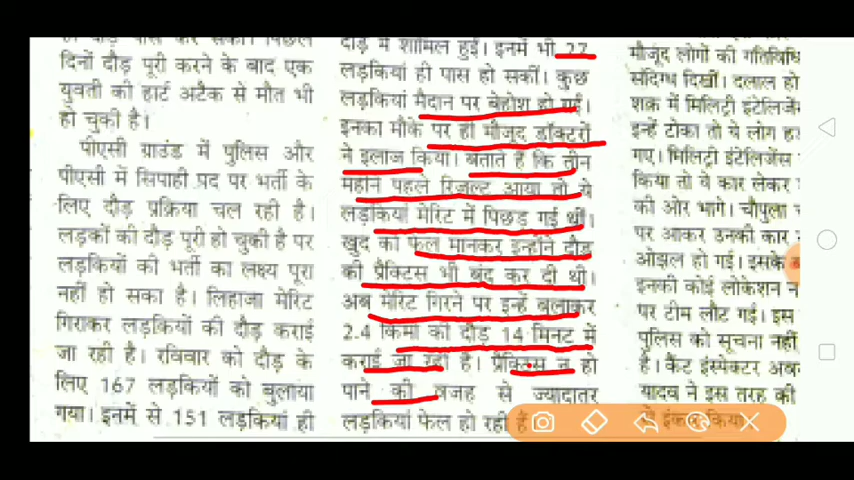 दिनों दौड़ पूरी करने के बाद एक
युवती की हार्ट अटैक से मौत भी
हो चुकी है।
पीएसी ग्राउंड में पुलिस और
पीएसी में सिपाही पद पर भर्ती के
लिए दौड़ प्रक्रिया चल रही है।
लड़कों की दौड़ पूरी हो चुकी है पर
लड़कियों की भर्ती का लक्ष्य पूरा
नहीं हो सका है। लिहाजा मेरिट
गिराकर लड़कियों की दौड़ कराई
जा रही है। रविवार को दौड़ के
लिए 167 लड़कियों को बुलाया
गया। इनमें से 151 लड़कियां ही
दौड़ में शामिल हुईं। इनमें भी 27
लड़कियां ही पास हो सकीं। कुछ
लड़कियां मैदान पर बेहोश हो गईं।
इनका मौके पर ही मौजूद डॉक्टरों
ने इलाज किया। बताते हैं कि तीन
महीने पहले रिजल्ट आया तो ये
लड़कियां मेरिट में पिछड़ गई थीं।
खुद को फेल मानकर इन्होंने दौड़
की प्रैक्टिस भी बंद कर दी थी।
अब मेरिट गिरने पर इन्हें बुलाकर
2.4 किमी की दौड़ 14 मिनट में
कराई जा रही है। प्रैक्टिस न हो
पाने की वजह से ज्यादातर
लड़कियां फेल हो रही हैं
मौजूद लोगों की गतिविधि
संदिग्ध दिखीं। दलाल हो
शक्र में मिलिट्री इंटेलिजें
इन्हें टोका तो ये लोग
गए। मिलिट्री इंटेलिजेंस
किया तो वे कार लेकर
की ओर भागे। चौपुला
पर आकर उनकी कार
ओझल हो गई। इसके
इनकी कोई लोकेशन न
पर टीम लौट गई। इस
पुलिस को सूचना नहीं
है। कैंट इंस्पेक्टर अब
यादव ने इस तरह की
से इंकार किया